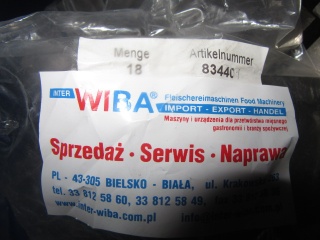 Menge Artikelnummer
18 83440
INTER WIBA® Fleischereimaschinen Food Machinery
IMPORT - EXPORT - HANDEL
Maszyny i urządzenia dla przetwórstwa mięsnego
gastronomii i branży spożywczej
Sprzedaż · Serwis · Naprawa
PL - 43-305 BIELSKO - BIAŁA, ul.
tel. 33 812 58 60, 33 812 58 49,
www.inter-wiba.com.pl